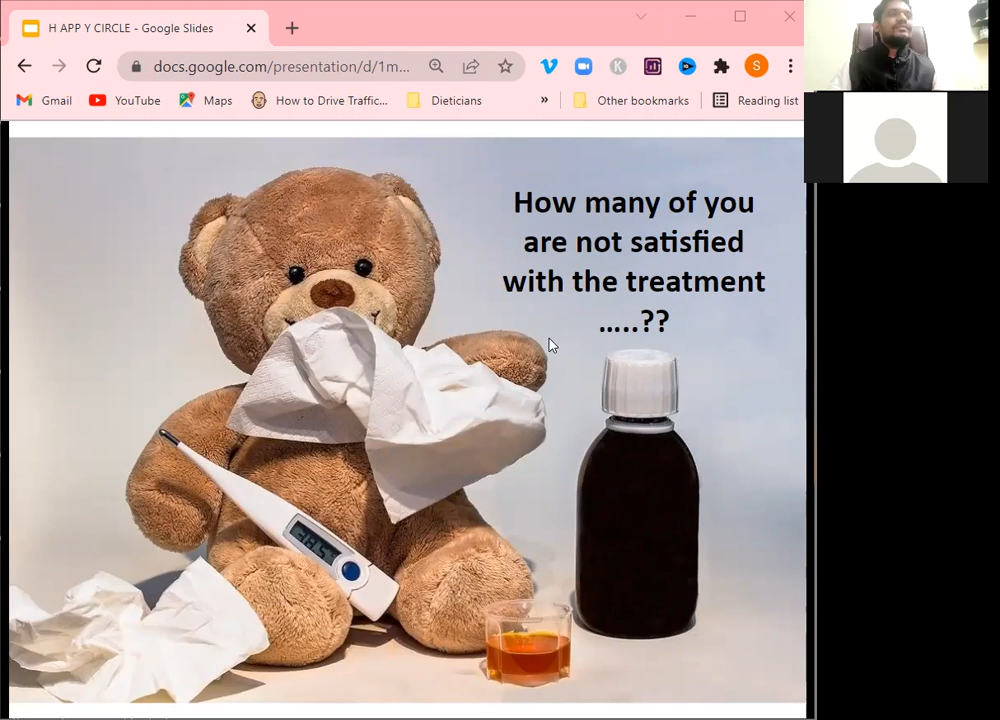 H APP Y CIRCLE - Google Slides
docs.google.com/presentation/d/1m...
S
Gmail
YouTube
Maps
How to Drive Traffic...
Dieticians
»
Other bookmarks
Reading list
How many of you
are not satisfied
with the treatment
.....??